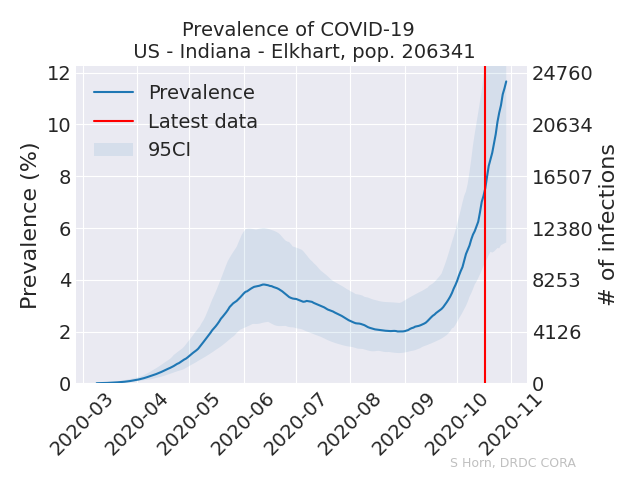 Prevalence of COVID-19
US - Indiana - Elkhart, pop. 206341
Prevalence
Latest data
95CI
Prevalence (%)
12
10
8
6
4
2
0
24760
20634
16507
12380
8253
4126
0
# of infections
2020-03
2020-04
2020-05
2020-06
2020-07
2020-08
2020-09
2020-10
2020-11
S Horn, DRDC CORA